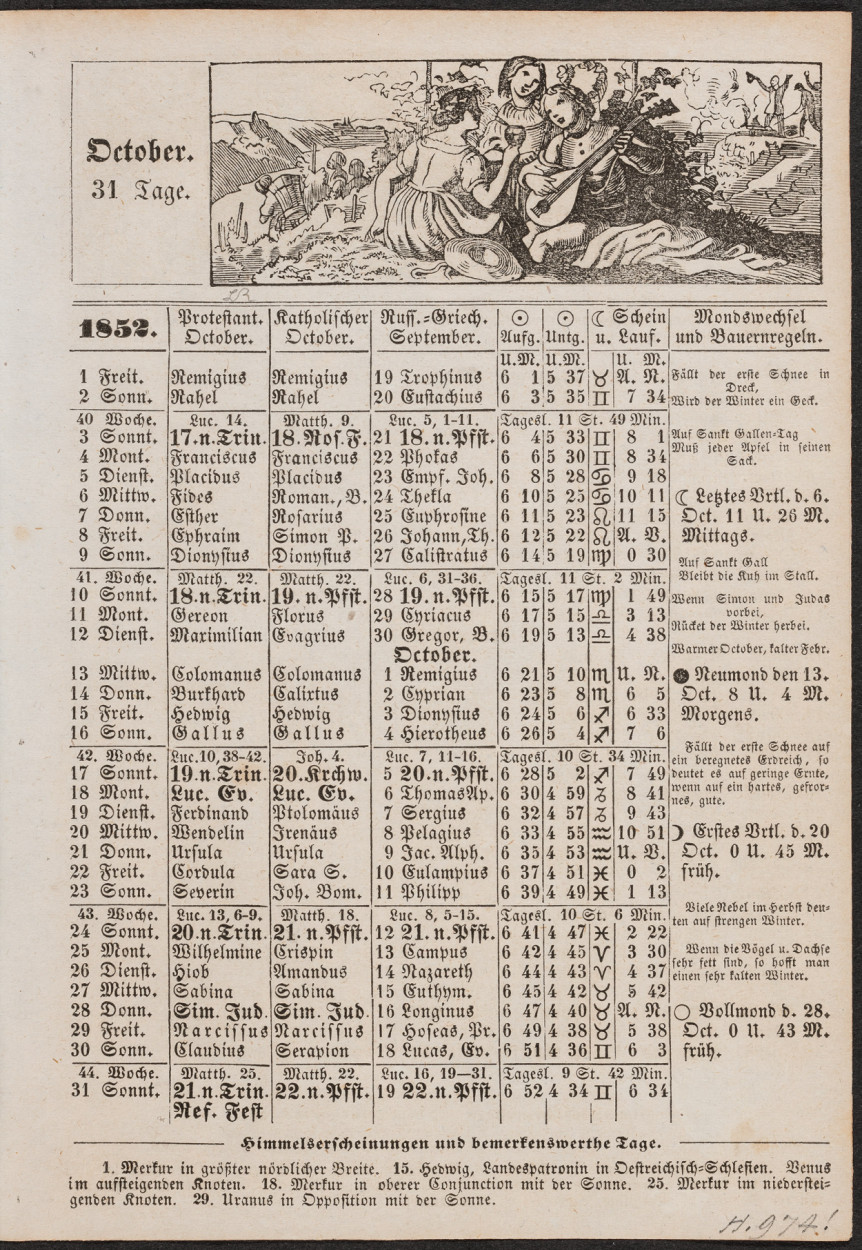 October.
31 Tage.
1852. Protestant. October. Katholischer October. Russ.-Griech. September. ☉ Aufg. ☉ Untg. ☾ Schein u. Lauf. Mondswechsel und Bauernregeln.
U. M. U. M. U. M.
1 Freit. Remigius Remigius 19 Trophinus 6 1 5 37 ♉ A. N.
2 Sonn. Rahel Rahel 20 Eustachius 6 3 5 35 ♊ 7 34
40 Woche. Luc. 14. Matth. 9. Luc. 5, 1-11. Tagesl. 11 St. 49 Min.
3 Sonnt. 17.n.Trin. 18.Ros.F. 21 18.n.Pfst. 6 4 5 33 ♊ 8 1
4 Mont. Franciscus Franciscus 22 Phokas 6 6 5 30 ♊ 8 34
5 Dienst. Placidus Placidus 23 Empf. Joh. 6 8 5 28 ♋ 9 18
6 Mittw. Fides Roman., B. 24 Thekla 6 10 5 25 ♋ 10 11
7 Donn. Esther Rosarius 25 Euphrosine 6 11 5 23 ♌ 11 15
8 Freit. Ephraim Simon P. 26 Johann, Th. 6 12 5 22 ♌ A. V.
9 Sonn. Dionysius Dionysius 27 Calistratus 6 14 5 19 ♍ 0 30
41. Woche. Matth. 22. Matth. 22. Luc. 6, 31-36. Tagesl. 11 St. 2 Min.
10 Sonnt. 18.n.Trin. 19. n.Pfst. 28 19. n.Pfst. 6 15 5 17 ♍ 1 49
11 Mont. Gereon Florus 29 Cyriacus 6 17 5 15 ♎ 3 13
12 Dienst. Maximilian Evagrius 30 Gregor, B. 6 19 5 13 ♎ 4 38
October.
13 Mittw. Colomanus Colomanus 1 Remigius 6 21 5 10 ♏ U. N.
14 Donn. Burkhard Calixtus 2 Cyprian 6 23 5 8 ♏ 6 5
15 Freit. Hedwig Hedwig 3 Dionysius 6 24 5 6 ♐ 6 33
16 Sonn. Gallus Gallus 4 Hierotheus 6 26 5 4 ♐ 7 6
42. Woche. Luc.10,38-42. Joh. 4. Luc. 7, 11-16. Tagesl. 10 St. 34 Min.
17 Sonnt. 19.n.Trin. 20.Krchw. 5 20.n.Pfst. 6 28 5 2 ♐ 7 49
18 Mont. Luc. Ev. Luc. Ev. 6 Thomas Ap. 6 30 4 59 ♑ 8 41
19 Dienst. Ferdinand Ptolomäus 7 Sergius 6 32 4 57 ♑ 9 43
20 Mittw. Wendelin Irenäus 8 Pelagius 6 33 4 55 ♒ 10 51
21 Donn. Ursula Ursula 9 Jac. Alph. 6 35 4 53 ♒ U. V.
22 Freit. Cordula Sara S. 10 Eulampius 6 37 4 51 ♓ 0 2
23 Sonn. Severin Joh. Bom. 11 Philipp 6 39 4 49 ♓ 1 13
43. Woche. Luc. 13, 6-9. Matth. 18. Luc. 8, 5-15. Tagesl. 10 St. 6 Min.
24 Sonnt. 20.n.Trin. 21. n.Pfst. 12 21. n.Pfst. 6 41 4 47 ♓ 2 22
25 Mont. Wilhelmine Crispin 13 Campus 6 42 4 45 ♈ 3 30
26 Dienst. Hiob Amandus 14 Nazareth 6 44 4 43 ♈ 4 37
27 Mittw. Sabina Sabina 15 Euthym. 6 45 4 42 ♉ 5 42
28 Donn. Sim. Jud. Sim. Jud. 16 Longinus 6 47 4 40 ♉ A. N.
29 Freit. Narcissus Narcissus 17 Hoseas, Pr. 6 49 4 38 ♉ 5 38
30 Sonn. Claudius Serapion 18 Lucas, Ev. 6 51 4 36 ♊ 6 3
44. Woche. Matth. 25. Matth. 22. Luc. 16, 19—31. Tagesl. 9 St. 42 Min.
31 Sonnt. 21.n.Trin. 22.n.Pfst. 19 22.n.Pfst. 6 52 4 34 ♊ 6 34
Ref. Fest
Fällt der erste Schnee in
Dreck,
Wird der Winter ein Geck.
Auf Sankt Gallen-Tag
Muß jeder Apfel in seinen
Sack.
☾ Letztes Vrtl. d. 6.
Oct. 11 U. 26 M.
Mittags.
Auf Sankt Gall
Bleibt die Kuh im Stall.
Wenn Simon und Judas
vorbei,
Rücket der Winter herbei.
Warmer October, kalter Febr.
● Neumond den 13.
Oct. 8 U. 4 M.
Morgens.
Fällt der erste Schnee auf
ein beregnetes Erdreich, so
deutet es auf geringe Ernte,
wenn auf ein hartes, gefror-
nes, gute.
☽ Erstes Vrtl. d. 20
Oct. 0 U. 45 M.
früh.
Viele Nebel im Herbst deu-
ten auf strengen Winter.
Wenn die Vögel u. Dachse
sehr fett sind, so hofft man
einen sehr kalten Winter.
○ Vollmond d. 28.
Oct. 0 U. 43 M.
früh.
Himmelserscheinungen und bemerkenswerthe Tage.
1. Merkur in größter nördlicher Breite. 15. Hedwig, Landespatronin in Oestreichisch-Schlesien. Venus
im aufsteigenden Knoten. 18. Merkur in oberer Conjunction mit der Sonne. 25. Merkur im niederstei-
genden Knoten. 29. Uranus in Opposition mit der Sonne.
H. 974!